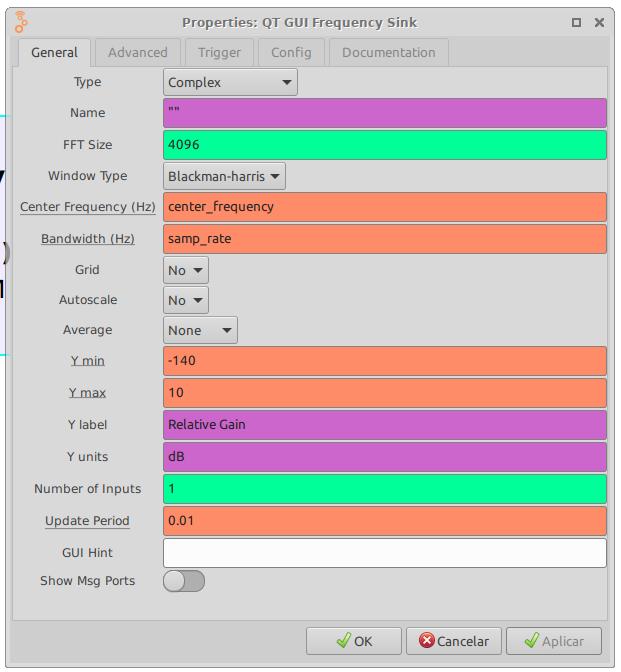 Properties: QT GUI Frequency Sink
General Advanced Trigger Config Documentation
Type Complex
Name ""
FFT Size 4096
Window Type Blackman-harris
Center Frequency (Hz) center_frequency
Bandwidth (Hz) samp_rate
Grid No
Autoscale No
Average None
Y min -140
Y max 10
Y label Relative Gain
Y units dB
Number of Inputs 1
Update Period 0.01
GUI Hint
Show Msg Ports
OK Cancelar Aplicar